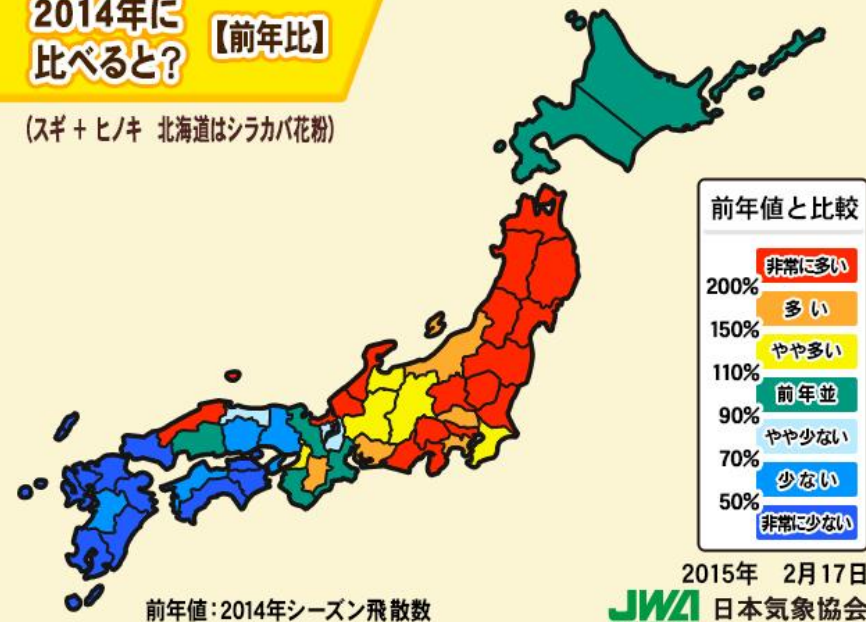 2014年に
比べると?
【前年比】
(スギ + ヒノキ 北海道はシラカバ花粉)
前年値と比較
非常に多い
200%
多い
150%
やや多い
110%
前年並
90%
やや少ない
70%
少ない
50%
非常に少ない
2015年 2月17日
前年値:2014年シーズン飛散数
JWA 日本気象協会